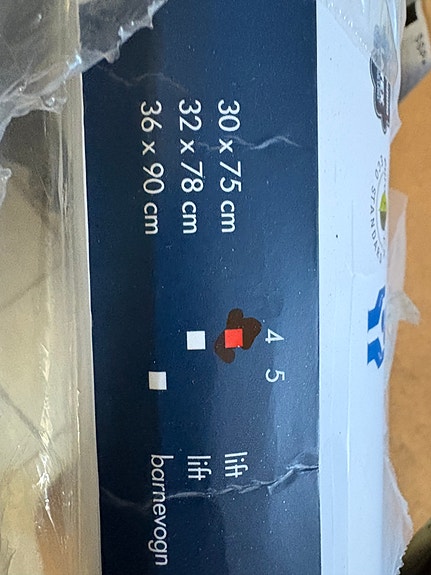 4 5
30 x 75 cm lift
32 x 78 cm lift
36 x 90 cm barnevogn